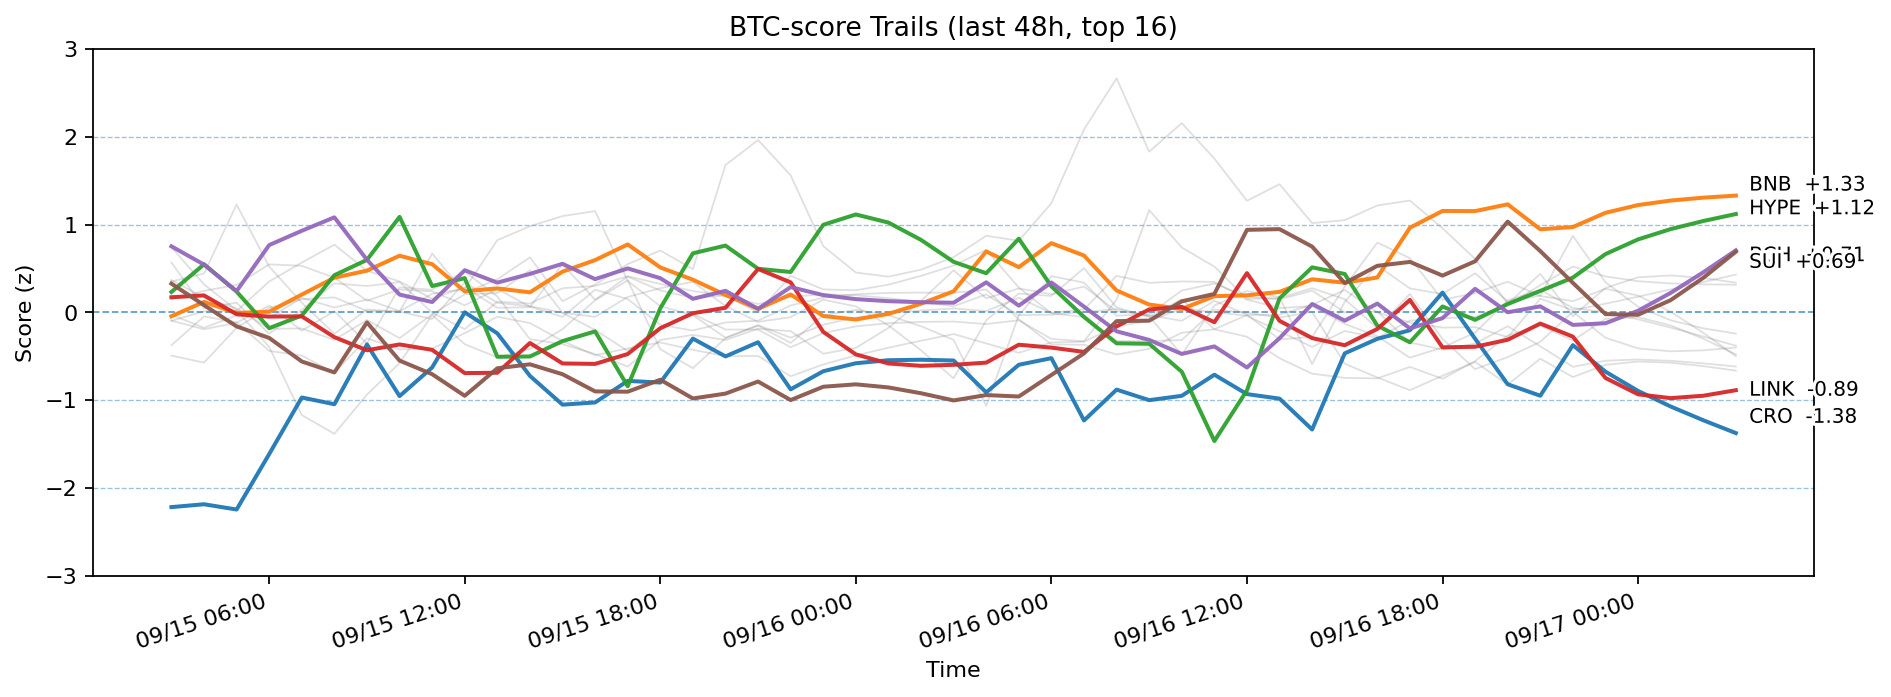 BTC-score Trails (last 48h, top 16)
Score (z)
3
2
1
0
−1
−2
−3
BNB +1.33
HYPE +1.12
SUI +0.69
LINK -0.89
CRO -1.38
09/15 06:00
09/15 12:00
09/15 18:00
09/16 00:00
09/16 06:00
09/16 12:00
09/16 18:00
09/17 00:00
Time